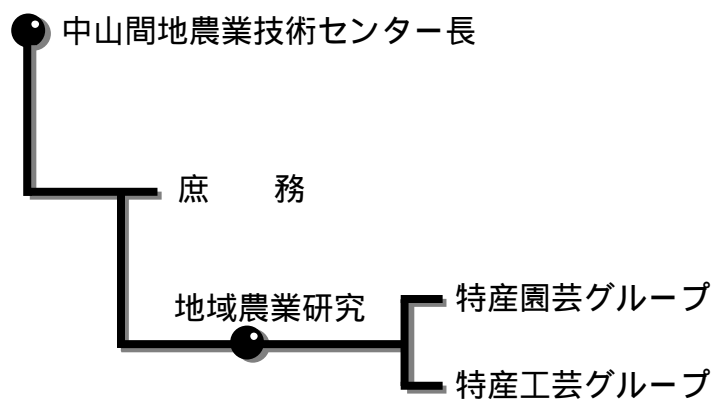 中山間地農業技術センター長
庶　　務
地域農業研究
特産園芸グループ
特産工芸グループ